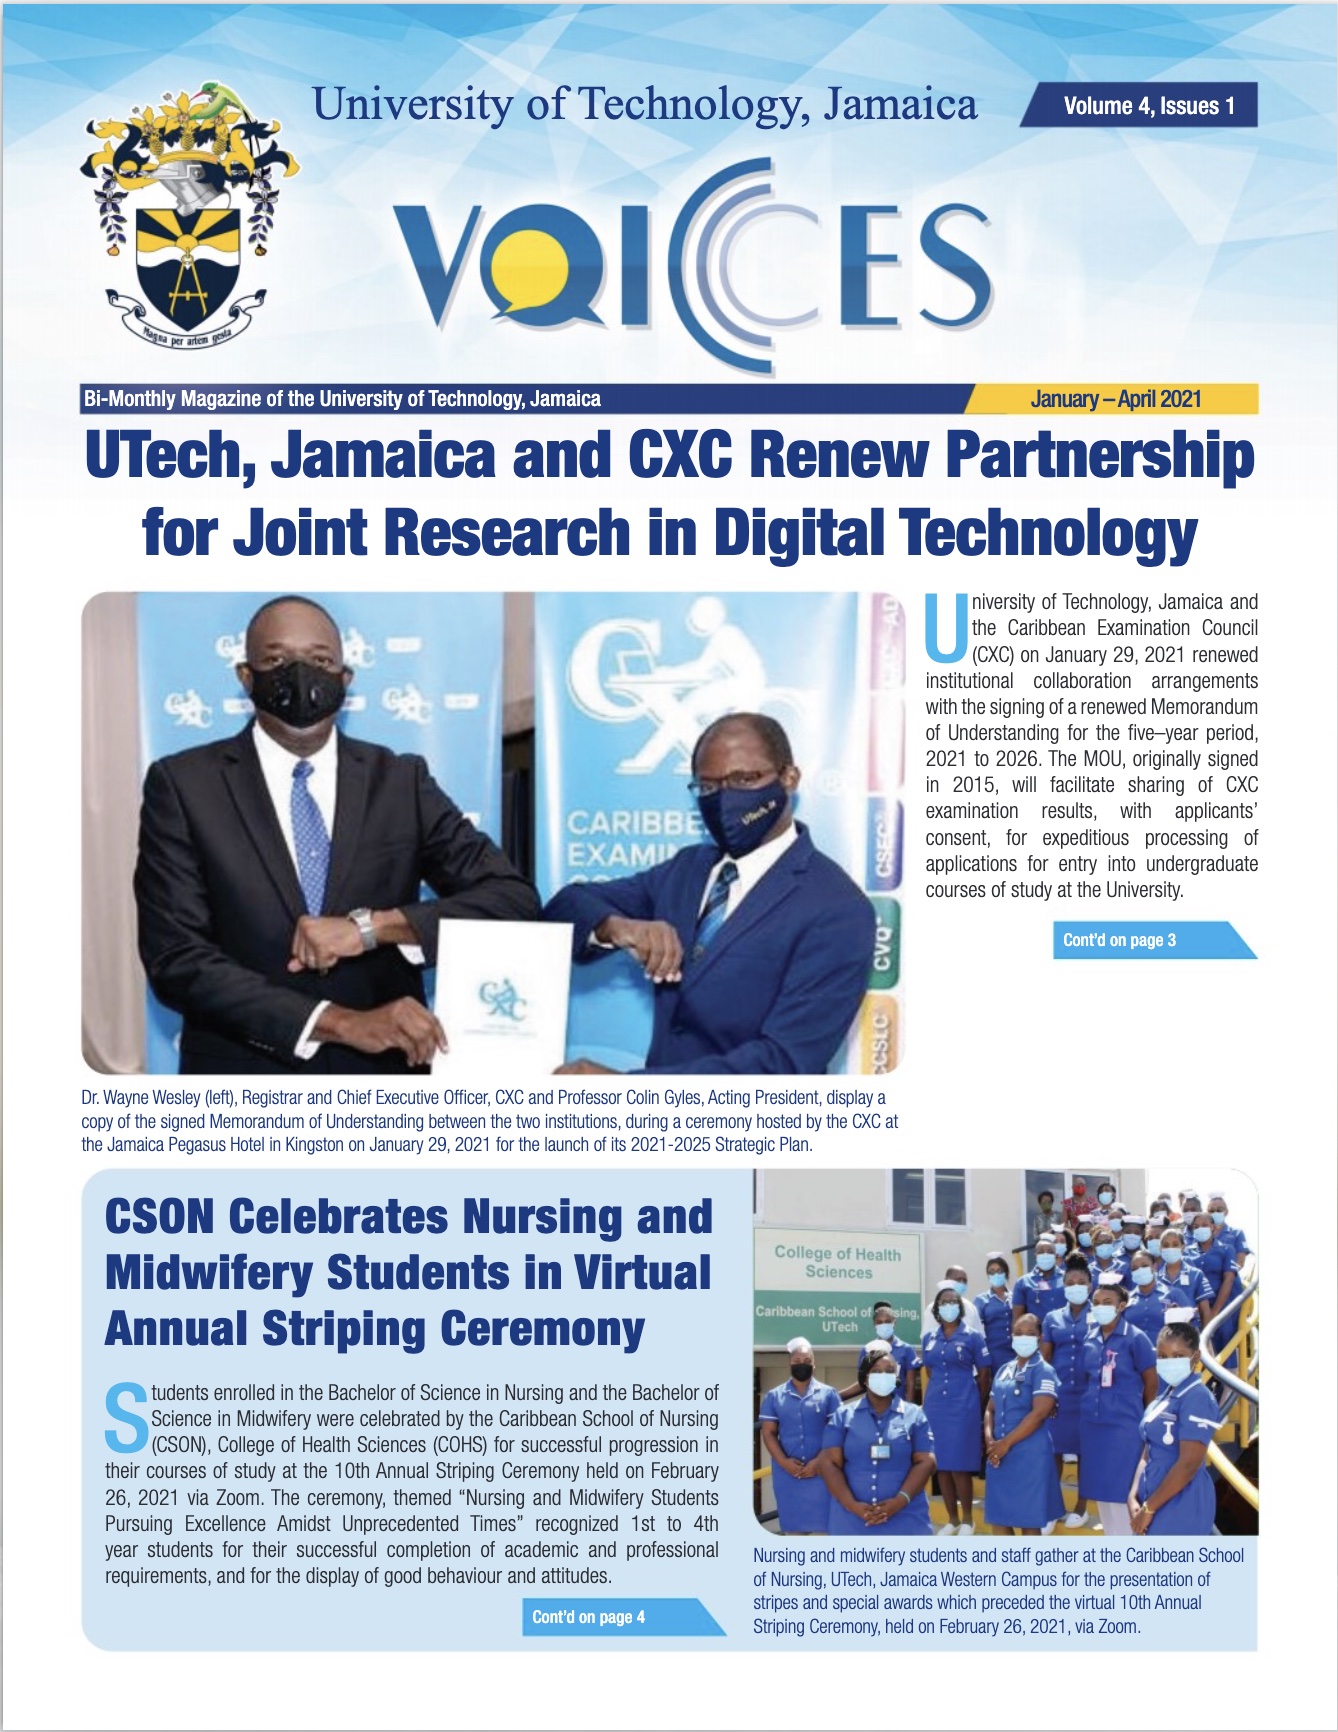 University of Technology, Jamaica
Volume 4, Issues 1
VOICES
Magna per artem gesta
Bi-Monthly Magazine of the University of Technology, Jamaica
January – April 2021
UTech, Jamaica and CXC Renew Partnership
for Joint Research in Digital Technology
CXC
CARIBBE
EXAMI
UTech, Ja
CSEC
CVQ
CCSLC
CXC
University of Technology, Jamaica and
the Caribbean Examination Council
(CXC) on January 29, 2021 renewed
institutional collaboration arrangements
with the signing of a renewed Memorandum
of Understanding for the five–year period,
2021 to 2026. The MOU, originally signed
in 2015, will facilitate sharing of CXC
examination results, with applicants’
consent, for expeditious processing of
applications for entry into undergraduate
courses of study at the University.
Cont’d on page 3
Dr. Wayne Wesley (left), Registrar and Chief Executive Officer, CXC and Professor Colin Gyles, Acting President, display a
copy of the signed Memorandum of Understanding between the two institutions, during a ceremony hosted by the CXC at
the Jamaica Pegasus Hotel in Kingston on January 29, 2021 for the launch of its 2021-2025 Strategic Plan.
CSON Celebrates Nursing and
Midwifery Students in Virtual
Annual Striping Ceremony
Students enrolled in the Bachelor of Science in Nursing and the Bachelor of
Science in Midwifery were celebrated by the Caribbean School of Nursing
(CSON), College of Health Sciences (COHS) for successful progression in
their courses of study at the 10th Annual Striping Ceremony held on February
26, 2021 via Zoom. The ceremony, themed “Nursing and Midwifery Students
Pursuing Excellence Amidst Unprecedented Times” recognized 1st to 4th
year students for their successful completion of academic and professional
requirements, and for the display of good behaviour and attitudes.
Cont’d on page 4
College of Health
Sciences
Caribbean School of Nursing,
UTech
Nursing and midwifery students and staff gather at the Caribbean School
of Nursing, UTech, Jamaica Western Campus for the presentation of
stripes and special awards which preceded the virtual 10th Annual
Striping Ceremony, held on February 26, 2021, via Zoom.